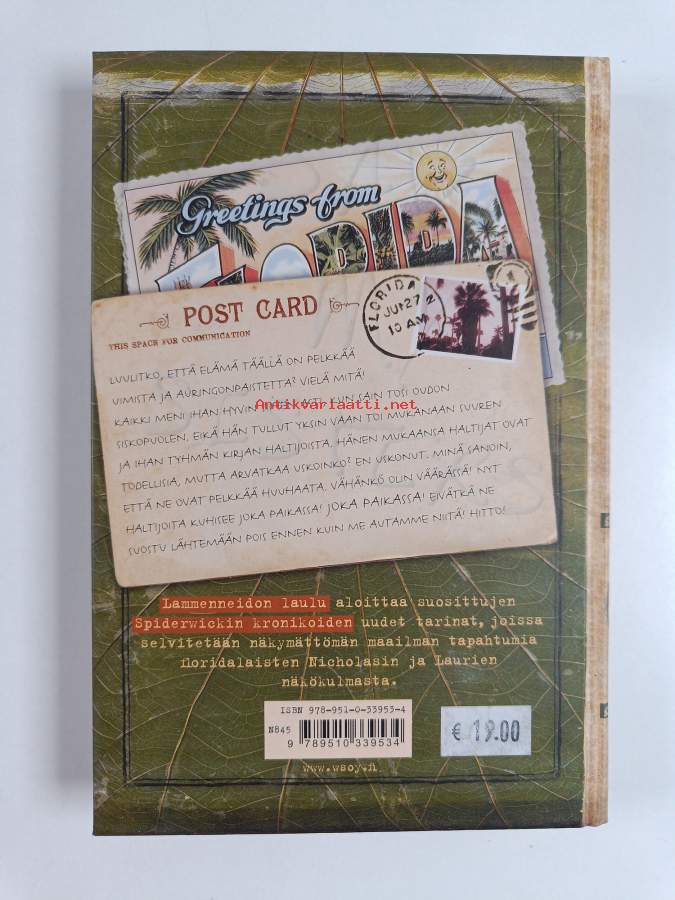 Greetings from
FLORIDA
POST CARD
THIS SPACE FOR COMMUNICATION
FLORIDA
JUN 27 2
10 AM
1
LUULITKO, ETTÄ ELÄMÄ TÄÄLLÄ ON PELKKÄÄ
UIMISTA JA AURINGONPAISTETTA? VIELÄ MITÄ!
KAIKKI MENI IHAN HYVIN KUNNES SAIN TOSI OUDON
Antikvariaatti.net
SISKOPUOLEN, EIKÄ HÄN TULLUT YKSIN VAAN TOI MUKANAAN SUUREN
JA IHAN TYHMÄN KIRJAN HALTIJOISTA. HÄNEN MUKAANSA HALTIJAT OVAT
TODELLISIA, MUTTA ARVATKAA USKOINKO? EN USKONUT. MINÄ SANOIN,
ETTÄ NE OVAT PELKKÄÄ HUUHAATA. VÄHÄNKÖ OLIN VÄÄRÄSSÄ! NYT
HALTIJOITA KUHISEE JOKA PAIKASSA! JOKA PAIKASSA! EIVÄTKÄ NE
SUOSTU LÄHTEMÄÄN POIS ENNEN KUIN ME AUTAMME NIITÄ! HITTO!
Lammenneidon laulu aloittaa suosittujen
Spiderwickin kronikoiden uudet tarinat, joissa
selvitetään näkymättömän maailman tapahtumia
floridalaisten Nicholasin ja Laurien
näkökulmasta.
ISBN 978-951-0-33953-4
N845
9 789510 339534
€ 19.00
www.wsoy.fi